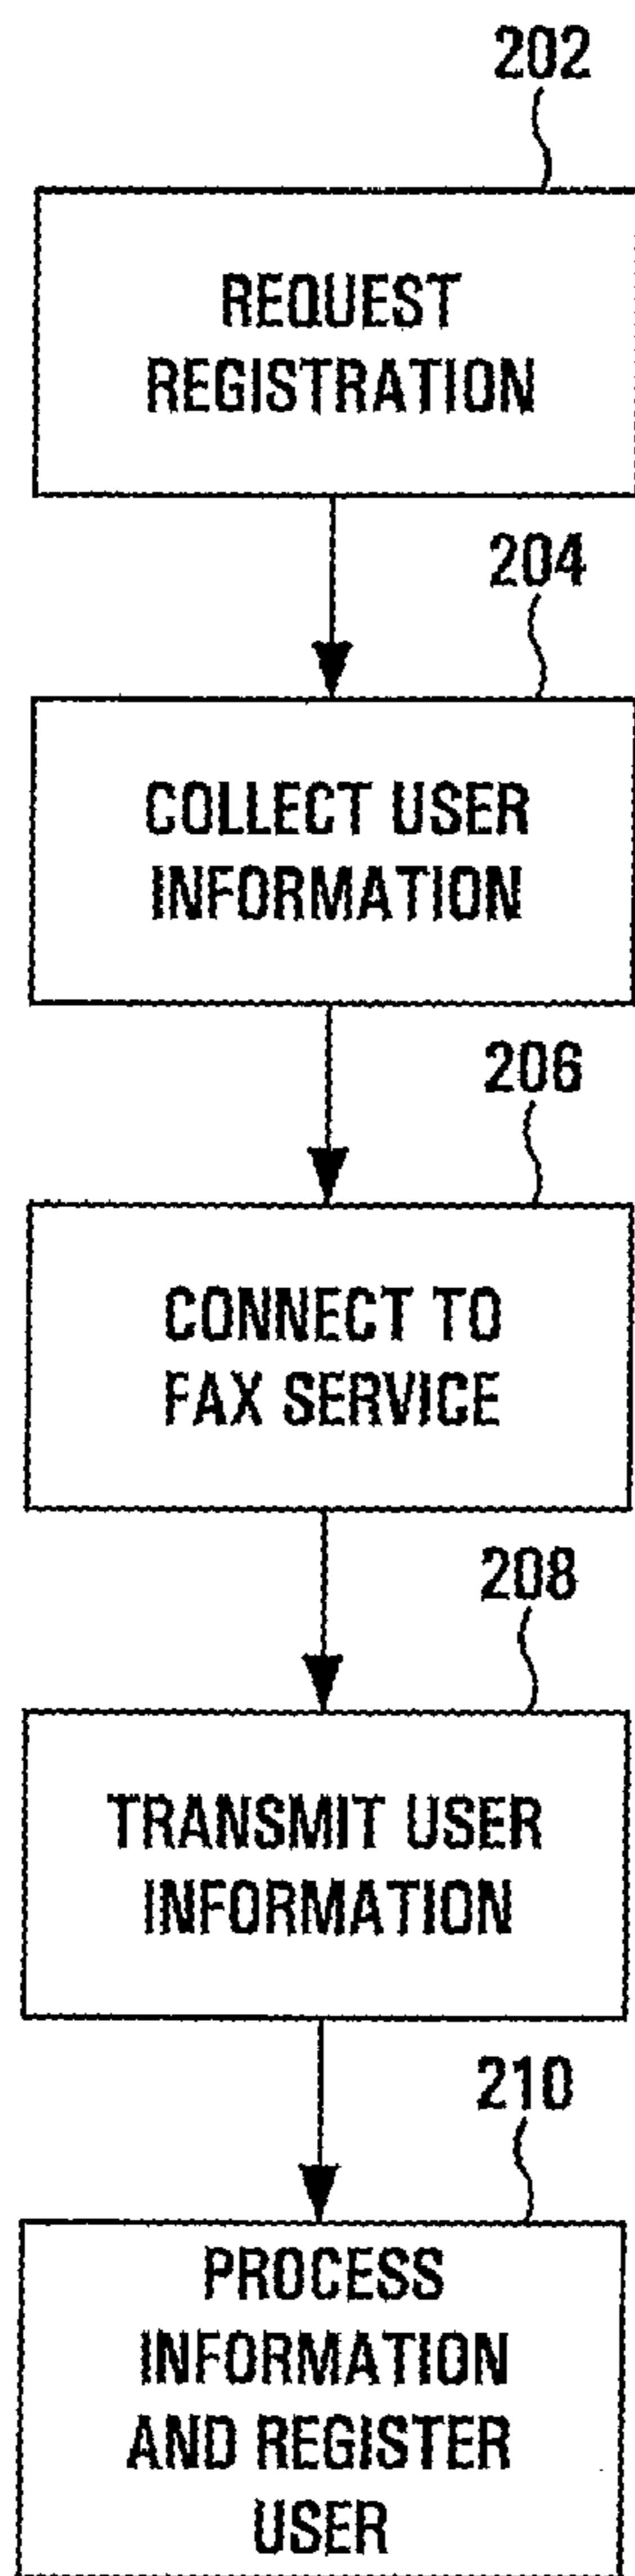 202
REQUEST
REGISTRATION
204
COLLECT USER
INFORMATION
206
CONNECT TO
FAX SERVICE
208
TRANSMIT USER
INFORMATION
210
PROCESS
INFORMATION
AND REGISTER
USER